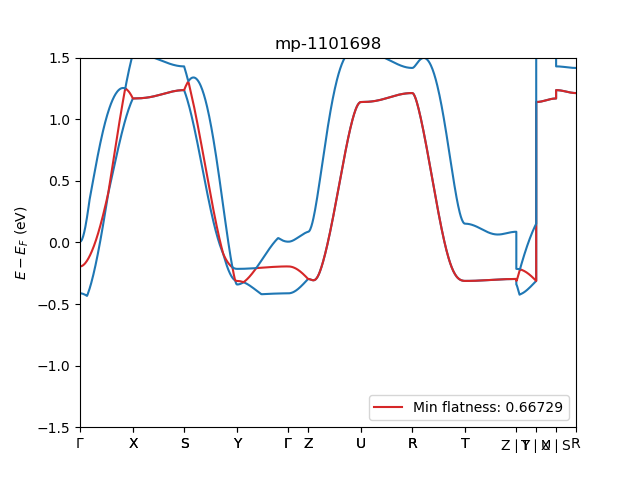 mp-1101698
E − E_F (eV)
1.5
1.0
0.5
0.0
−0.5
−1.0
−1.5
Min flatness: 0.66729
Γ X S Y Γ Z U R T Z | Y | S R